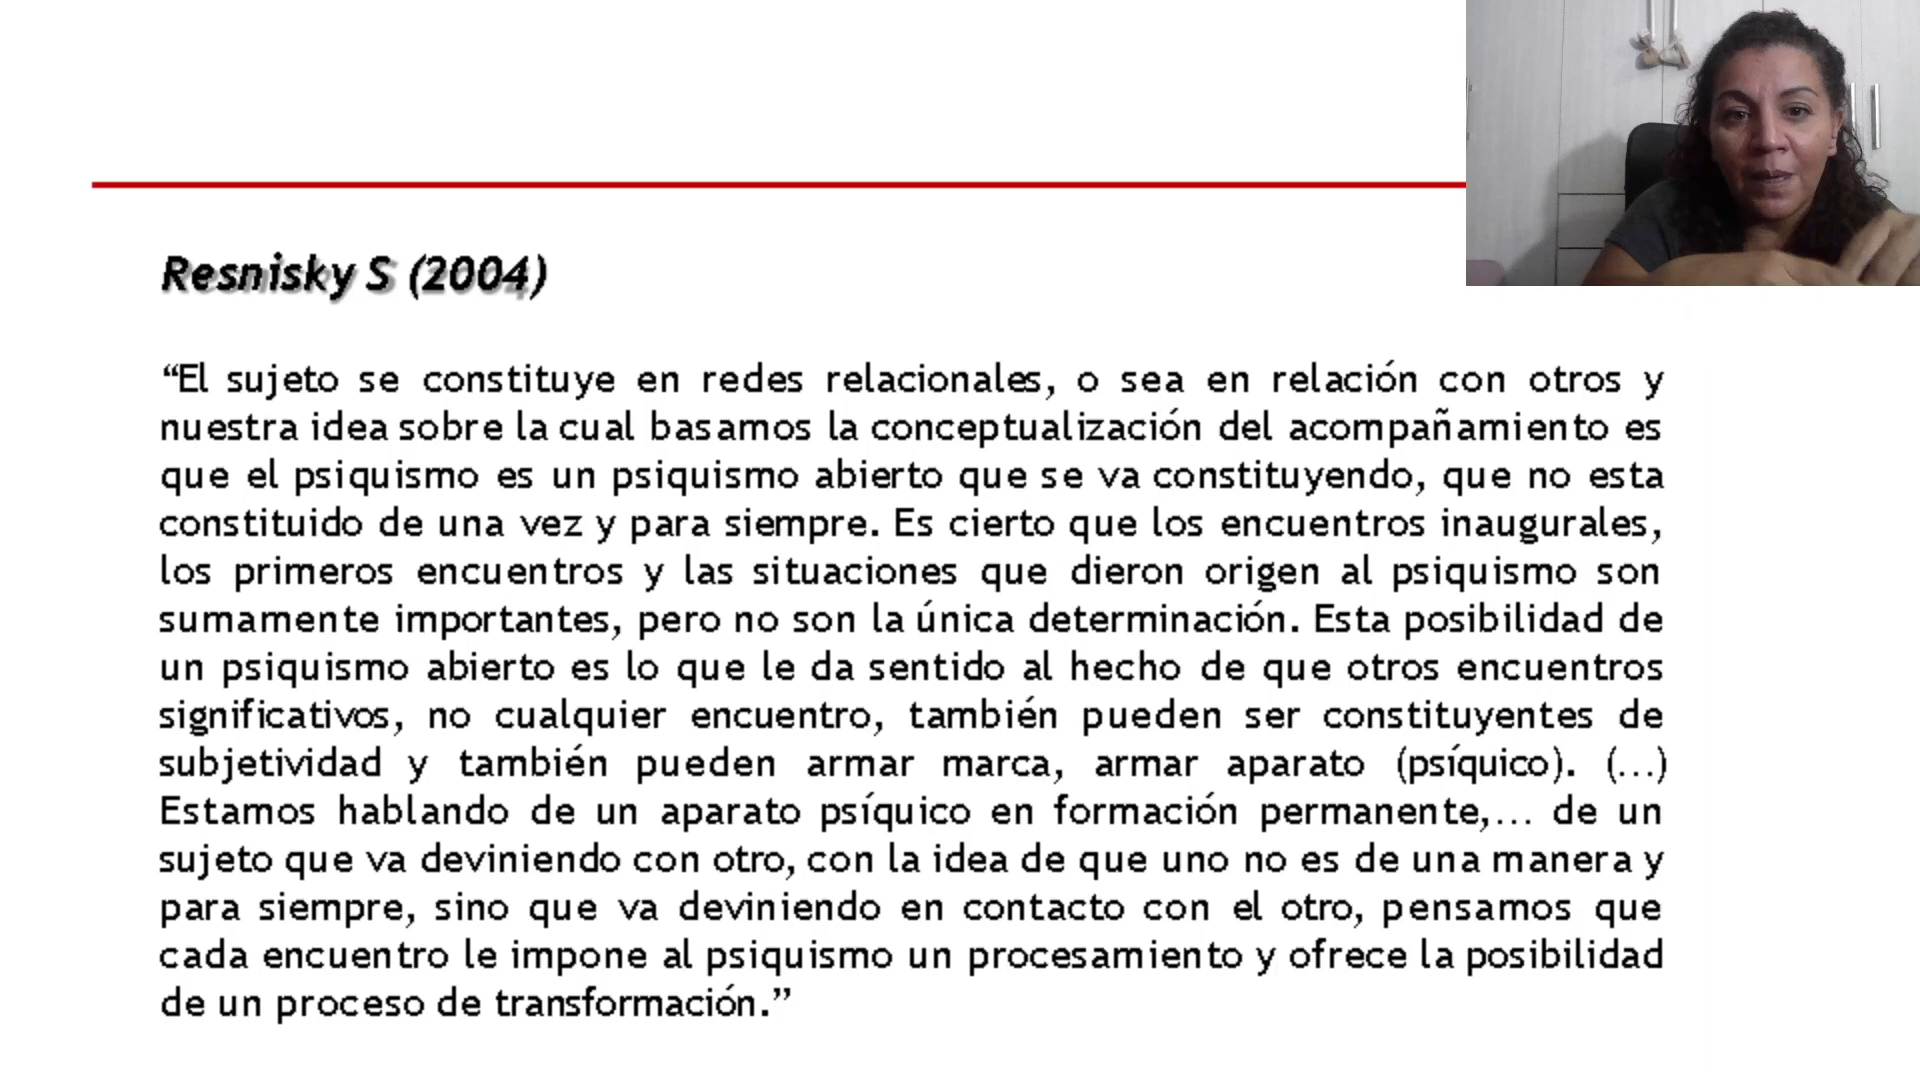 Resnisky S (2004)
“El sujeto se constituye en redes relacionales, o sea en relación con otros y
nuestra idea sobre la cual basamos la conceptualización del acompañamiento es
que el psiquismo es un psiquismo abierto que se va constituyendo, que no esta
constituido de una vez y para siempre. Es cierto que los encuentros inaugurales,
los primeros encuentros y las situaciones que dieron origen al psiquismo son
sumamente importantes, pero no son la única determinación. Esta posibilidad de
un psiquismo abierto es lo que le da sentido al hecho de que otros encuentros
significativos, no cualquier encuentro, también pueden ser constituyentes de
subjetividad y también pueden armar marca, armar aparato (psíquico). (...)
Estamos hablando de un aparato psíquico en formación permanente,... de un
sujeto que va deviniendo con otro, con la idea de que uno no es de una manera y
para siempre, sino que va deviniendo en contacto con el otro, pensamos que
cada encuentro le impone al psiquismo un procesamiento y ofrece la posibilidad
de un proceso de transformación.”